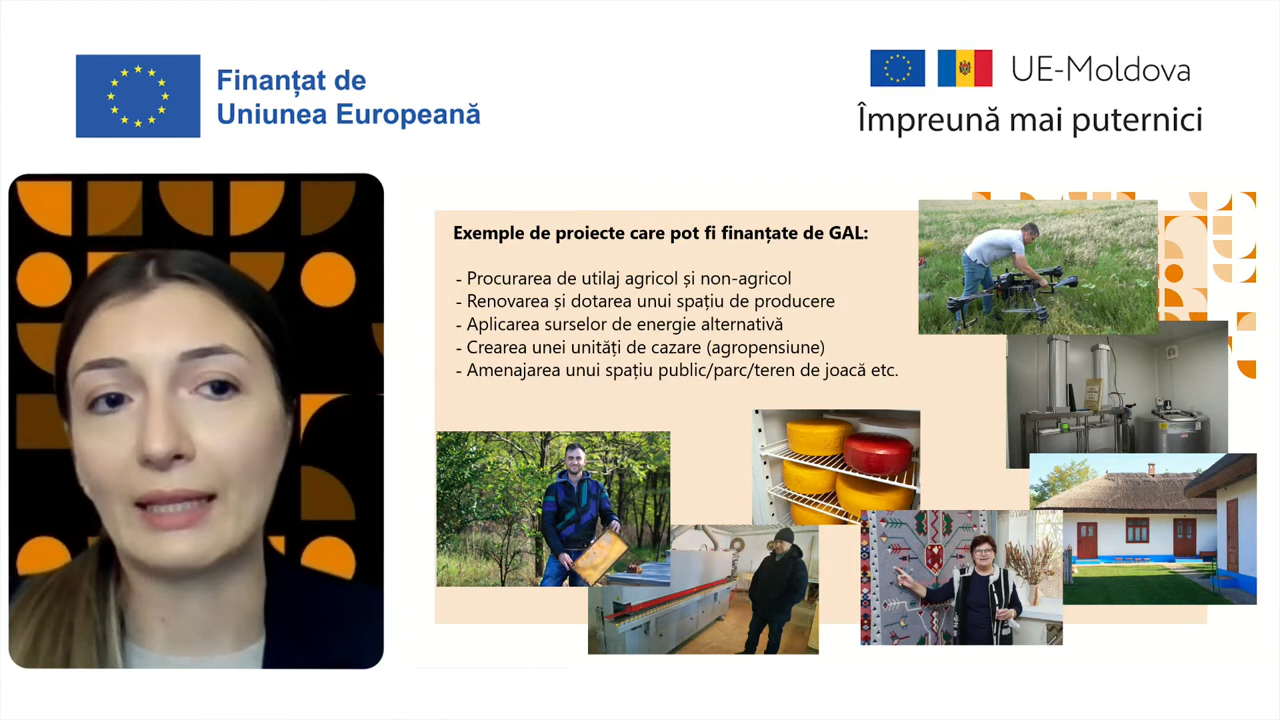 Finanțat de
Uniunea Europeană
UE-Moldova
Împreună mai puternici
Exemple de proiecte care pot fi finanțate de GAL:
- Procurarea de utilaj agricol și non-agricol
- Renovarea și dotarea unui spațiu de producere
- Aplicarea surselor de energie alternativă
- Crearea unei unități de cazare (agropensiune)
- Amenajarea unui spațiu public/parc/teren de joacă etc.